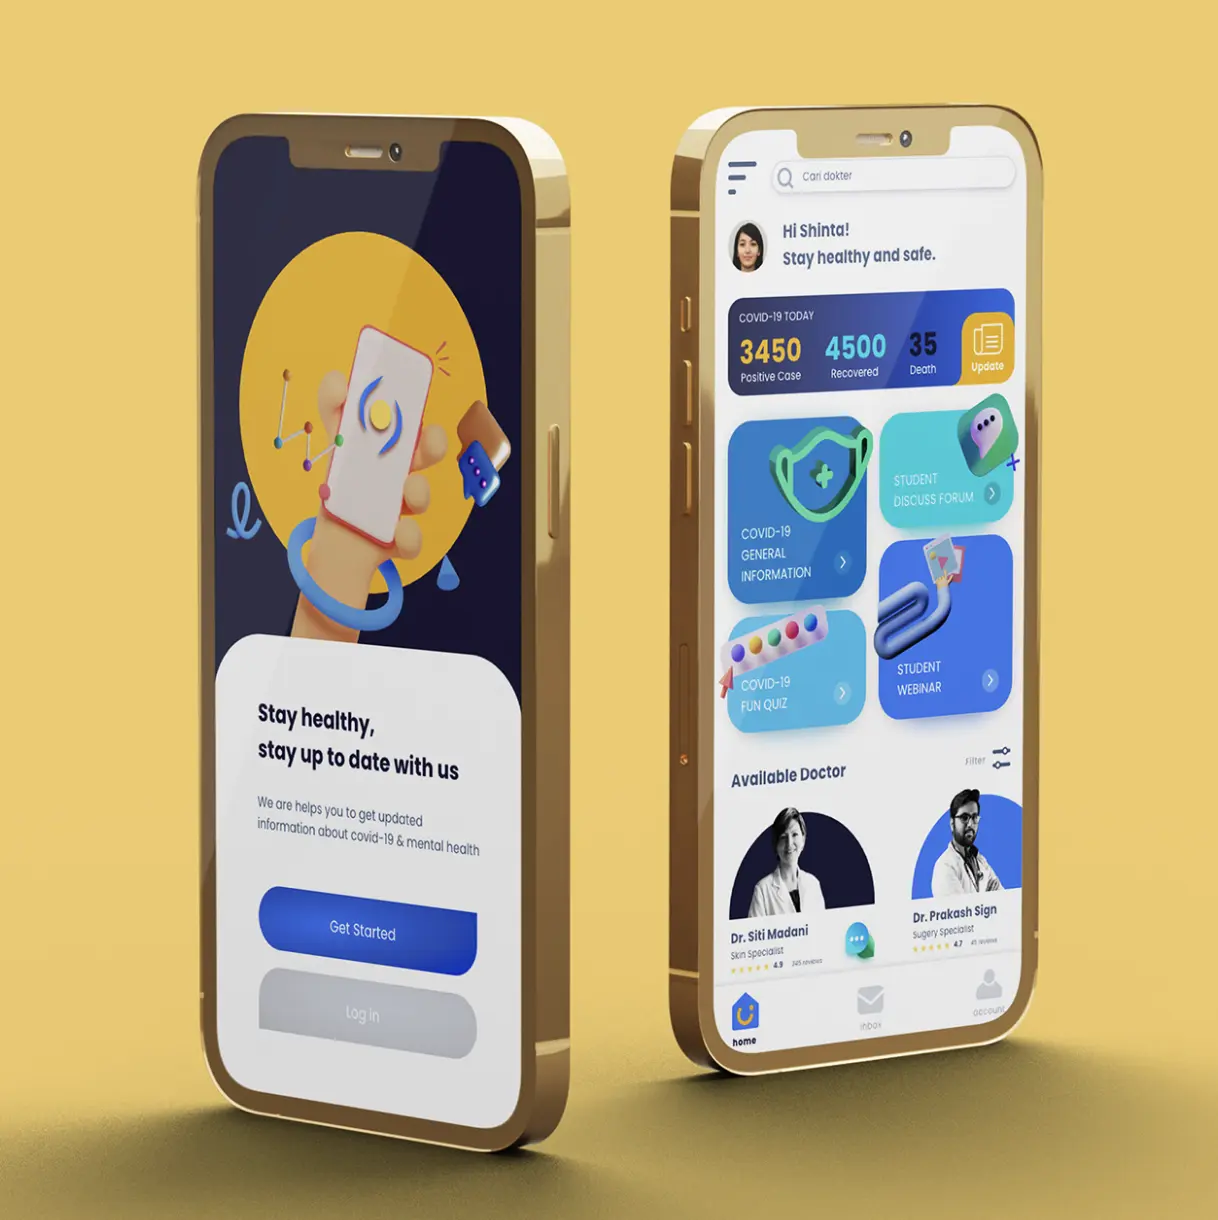 Stay healthy,
stay up to date with us
We are helps you to get updated
information about covid-19 & mental health
Get Started
Log in
Cari dokter
Hi Shinta!
Stay healthy and safe.
COVID-19 TODAY
3450
Positive Case
4500
Recovered
35
Death
Update
COVID-19
GENERAL
INFORMATION
STUDENT
DISCUSS FORUM
COVID-19
FUN QUIZ
STUDENT
WEBINAR
Available Doctor
Filter
Dr. Siti Madani
Skin Specialist
4.9 245 reviews
Dr. Prakash Sign
Sugery Specialist
4.7 45 reviews
home
inbox
account